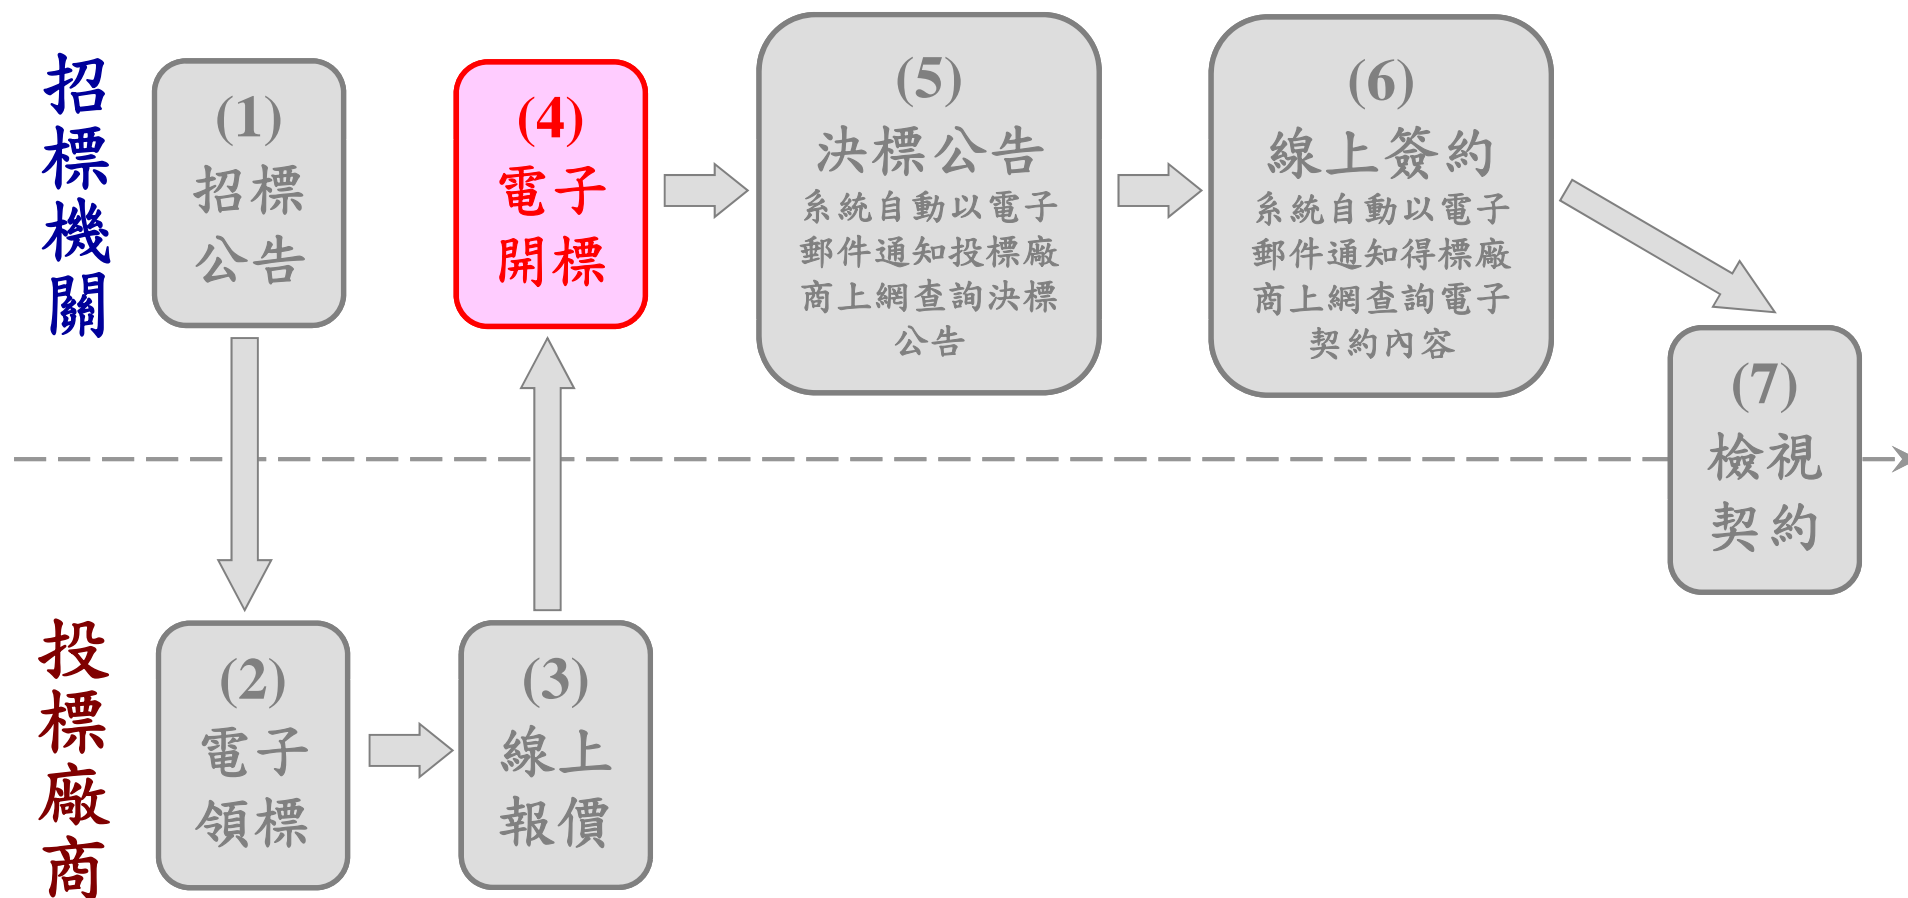 招標機關
(1)
招標
公告
(4)
電子
開標
(5)
決標公告
系統自動以電子
郵件通知投標廠
商上網查詢決標
公告
(6)
線上簽約
系統自動以電子
郵件通知得標廠
商上網查詢電子
契約內容
(7)
檢視
契約
投標廠商
(2)
電子
領標
(3)
線上
報價